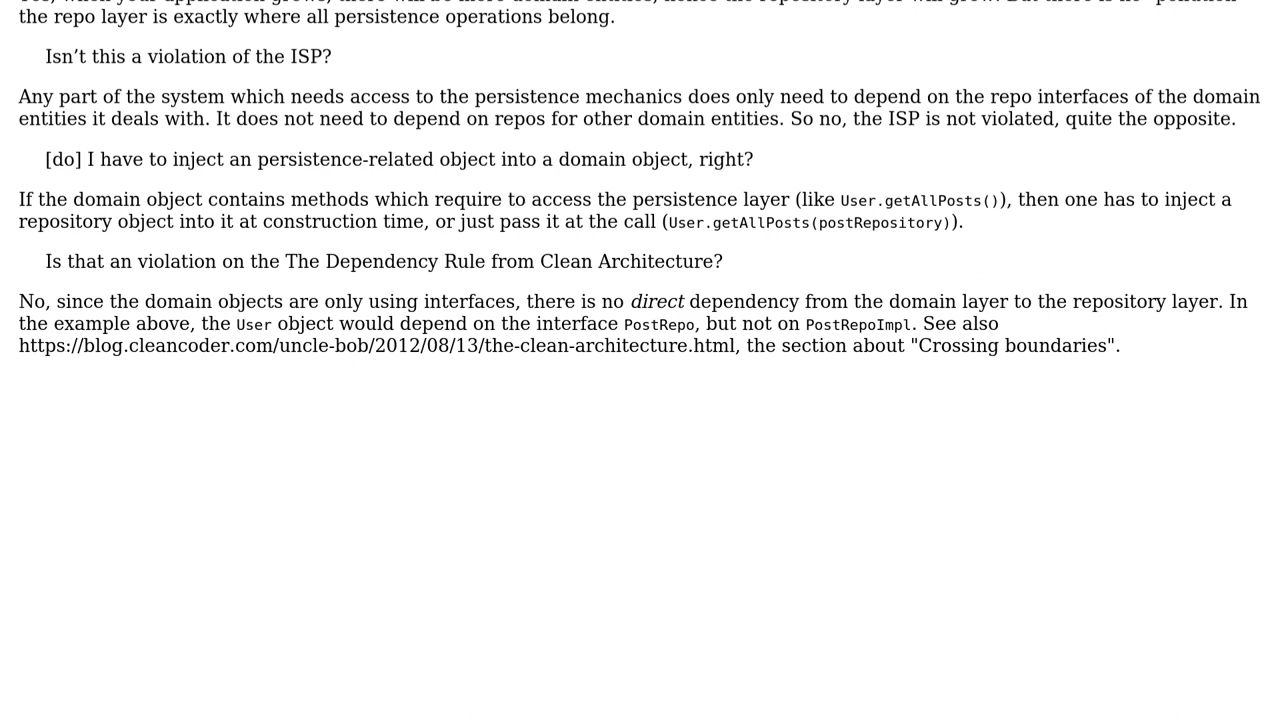 the repo layer is exactly where all persistence operations belong.
Isn’t this a violation of the ISP?
Any part of the system which needs access to the persistence mechanics does only need to depend on the repo interfaces of the domain
entities it deals with. It does not need to depend on repos for other domain entities. So no, the ISP is not violated, quite the opposite.
[do] I have to inject an persistence-related object into a domain object, right?
If the domain object contains methods which require to access the persistence layer (like User.getAllPosts()), then one has to inject a
repository object into it at construction time, or just pass it at the call (User.getAllPosts(postRepository)).
Is that an violation on the The Dependency Rule from Clean Architecture?
No, since the domain objects are only using interfaces, there is no direct dependency from the domain layer to the repository layer. In
the example above, the User object would depend on the interface PostRepo, but not on PostRepoImpl. See also
https://blog.cleancoder.com/uncle-bob/2012/08/13/the-clean-architecture.html, the section about "Crossing boundaries".